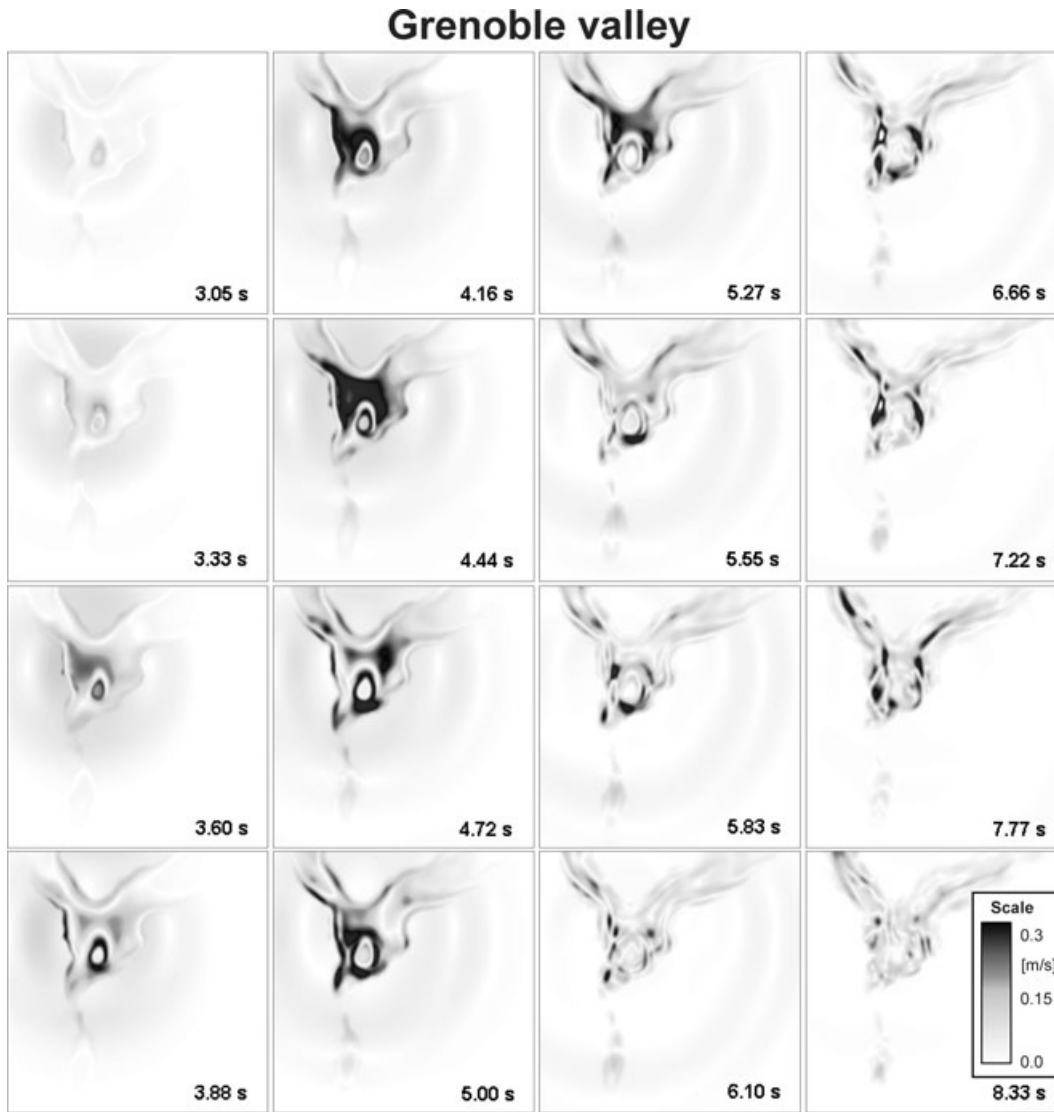 Grenoble valley
3.05 s
4.16 s
5.27 s
6.66 s
3.33 s
4.44 s
5.55 s
7.22 s
3.60 s
4.72 s
5.83 s
7.77 s
3.88 s
5.00 s
6.10 s
8.33 s
Scale
0.3
[m/s]
0.15
0.0